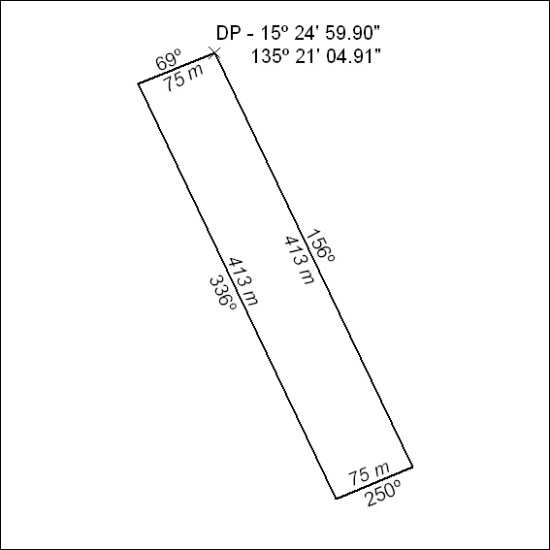 DP - 15º 24' 59.90"
135º 21' 04.91"
69º
75 m
156º
413 m
413 m
336º
75 m
250º